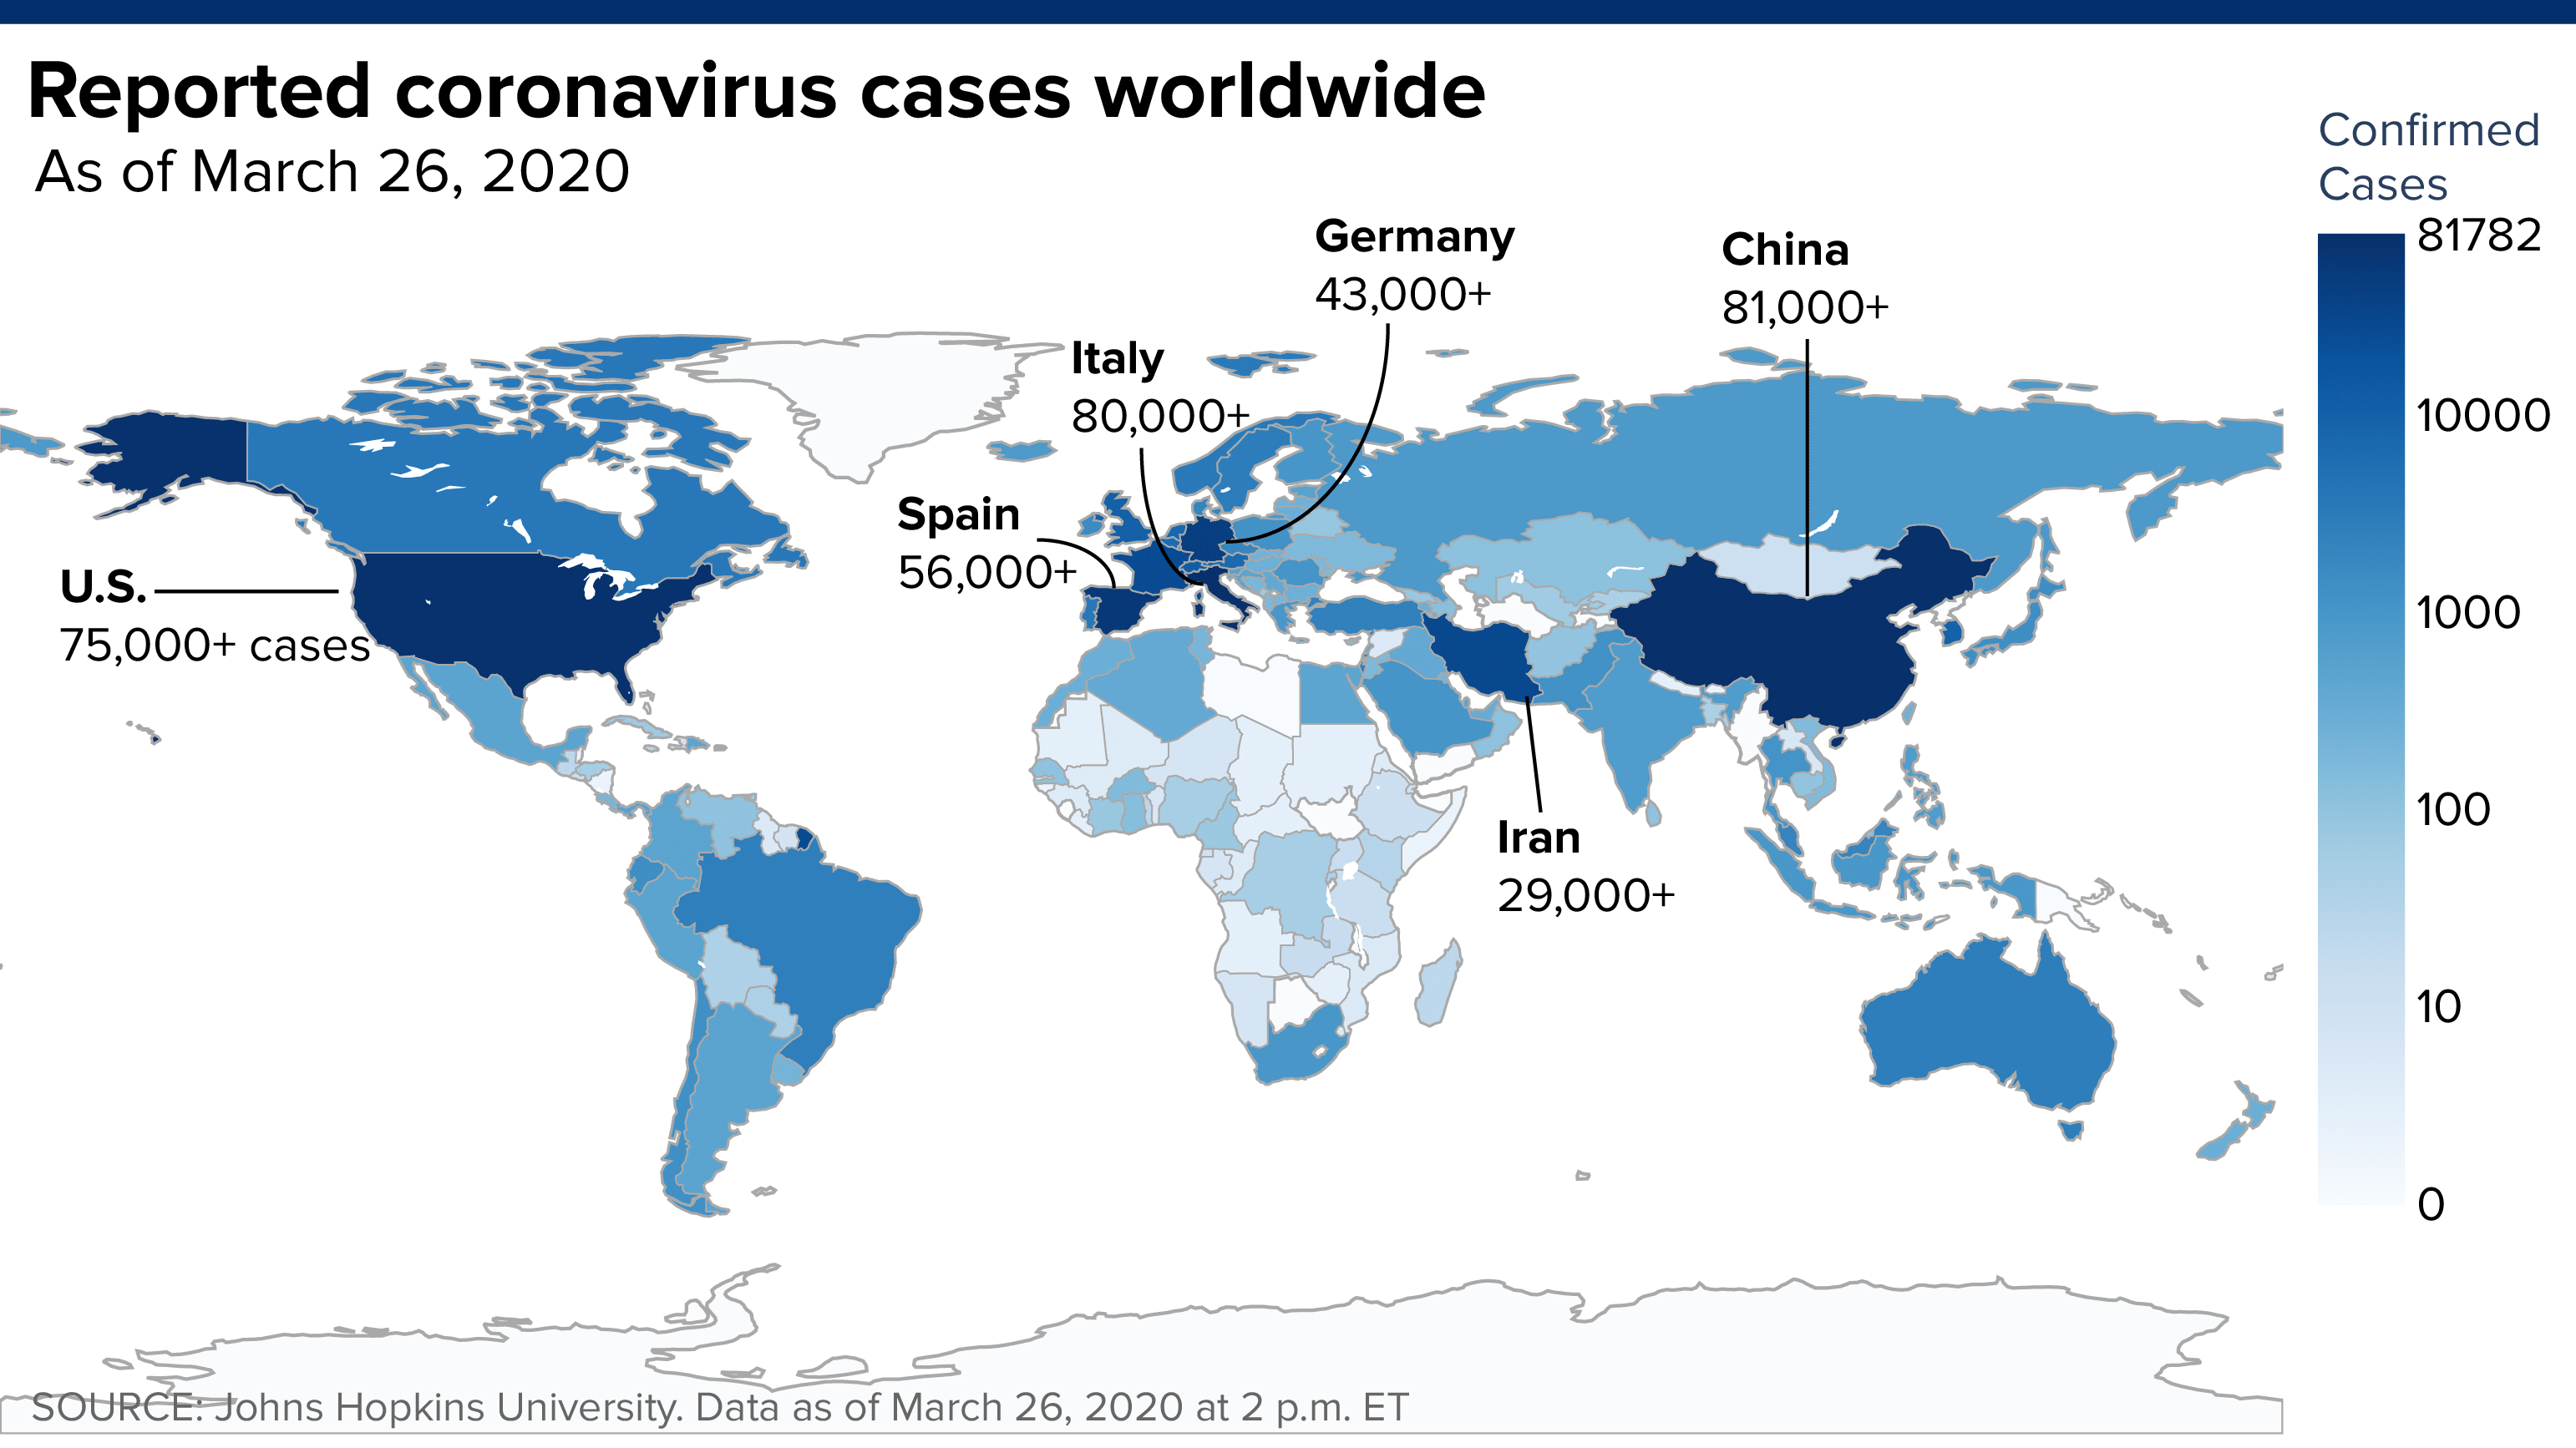 Reported coronavirus cases worldwide
As of March 26, 2020
Confirmed
Cases
81782
10000
1000
100
10
0
Germany
43,000+
China
81,000+
Italy
80,000+
Spain
56,000+
U.S.
75,000+ cases
Iran
29,000+
SOURCE: Johns Hopkins University. Data as of March 26, 2020 at 2 p.m. ET